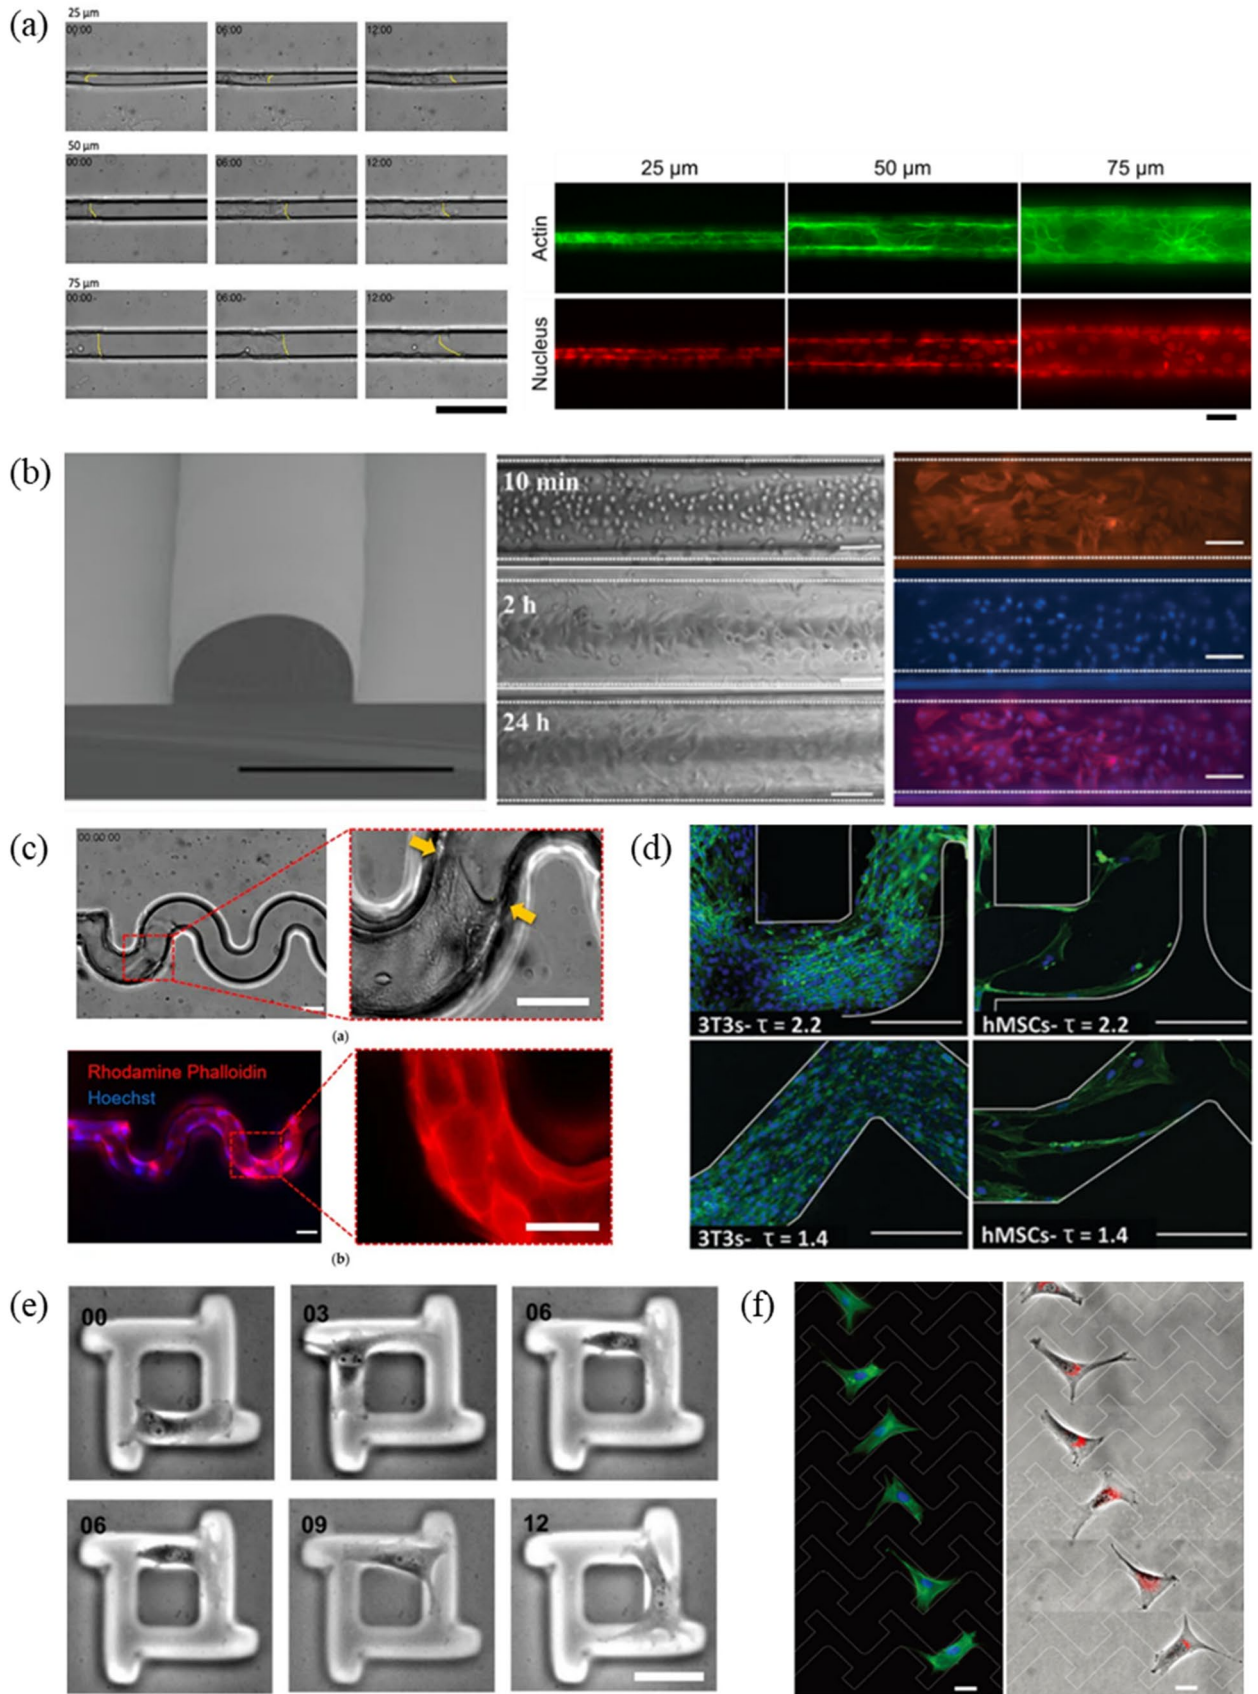 (a)
25 µm
00:00
06:00
12:00
50 µm
00:00
06:00
12:00
75 µm
00:00
06:00
12:00
25 µm
50 µm
75 µm
Actin
Nucleus
(b)
10 min
2 h
24 h
(c)
00:00:00
(a)
Rhodamine Phalloidin
Hoechst
(b)
(d)
3T3s- τ = 2.2
hMSCs- τ = 2.2
3T3s- τ = 1.4
hMSCs- τ = 1.4
(e)
00
03
06
06
09
12
(f)